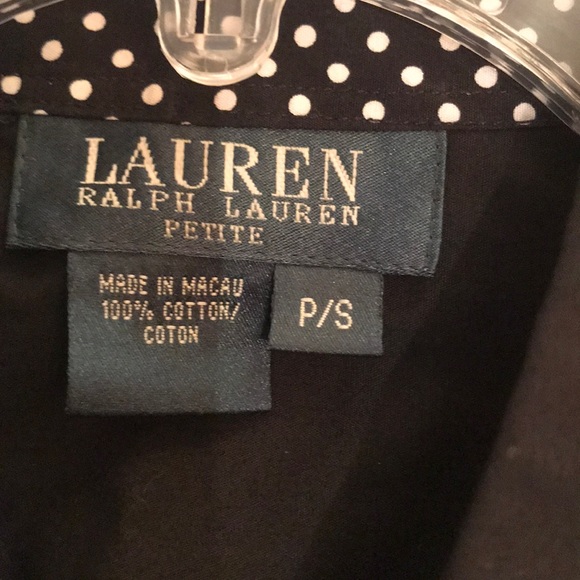 LAUREN
RALPH LAUREN
PETITE
MADE IN MACAU
100% COTTON/
COTON
P/S